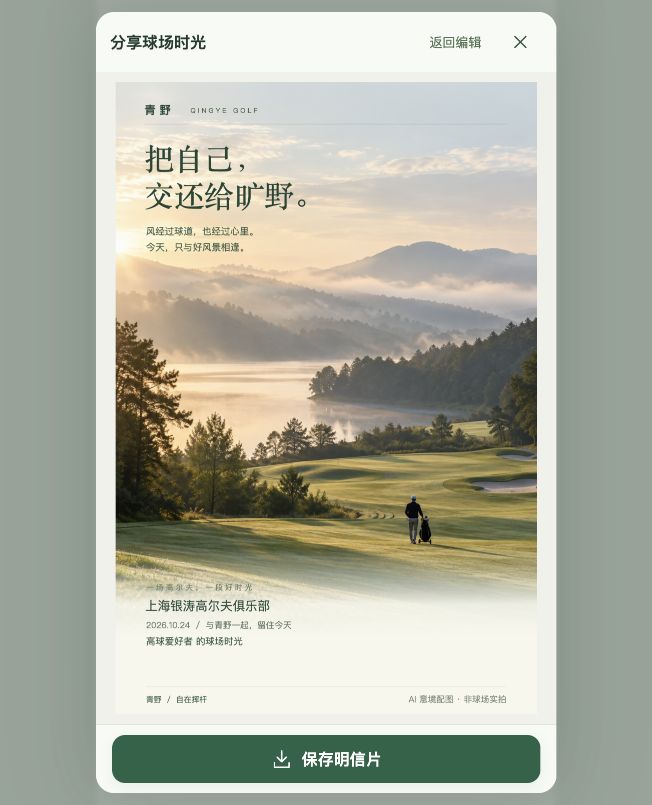 分享球场时光
返回编辑
青野 QINGYE GOLF
把自己，
交还给旷野。
风经过球道，也经过心里。
今天，只与好风景相逢。
一场高尔夫，一段好时光
上海银涛高尔夫俱乐部
2026.10.24 / 与青野一起，留住今天
高球爱好者 的球场时光
青野 / 自在挥杆
AI 意境配图 · 非球场实拍
保存明信片